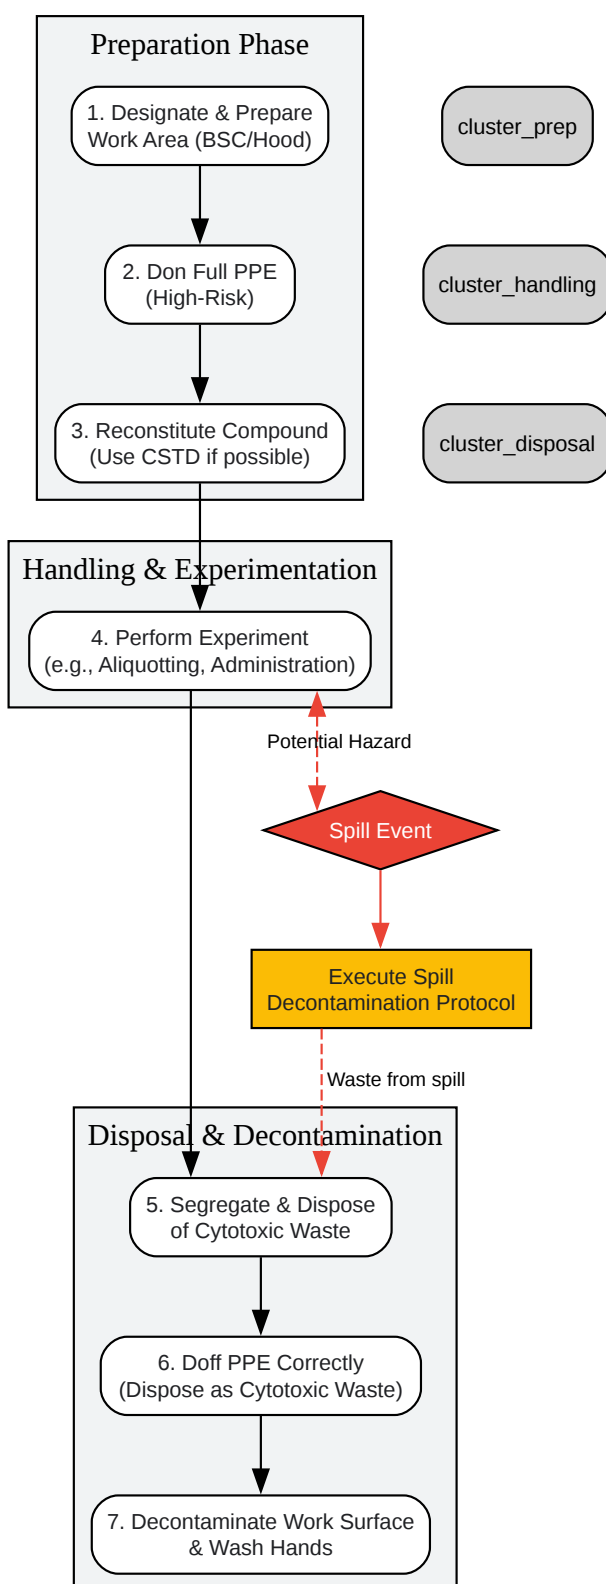 Preparation Phase
1. Designate & Prepare
Work Area (BSC/Hood)
cluster_prep
2. Don Full PPE
(High-Risk)
cluster_handling
3. Reconstitute Compound
(Use CSTD if possible)
cluster_disposal
Handling & Experimentation
4. Perform Experiment
(e.g., Aliquotting, Administration)
Potential Hazard
Spill Event
Execute Spill
Decontamination Protocol
Waste from spill
Disposal & Decontamination
5. Segregate & Dispose
of Cytotoxic Waste
6. Doff PPE Correctly
(Dispose as Cytotoxic Waste)
7. Decontaminate Work Surface
& Wash Hands